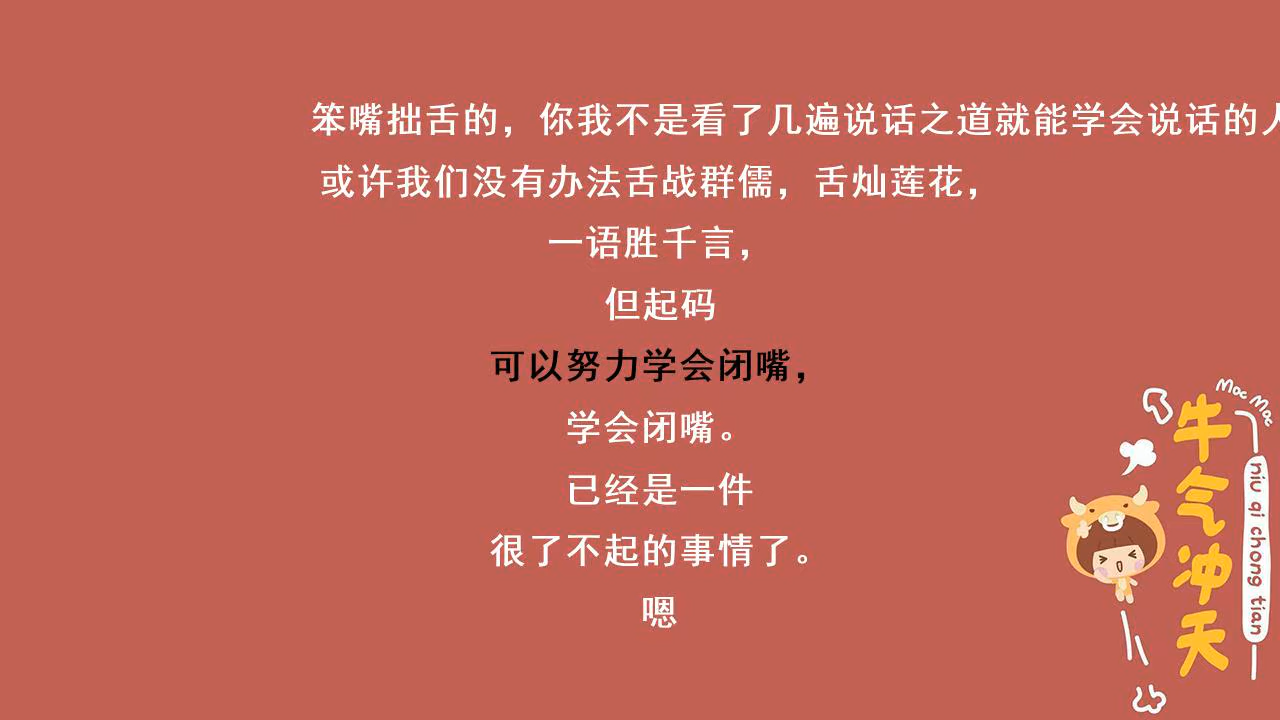 笨嘴拙舌的，你我不是看了几遍说话之道就能学会说话的人
或许我们没有办法舌战群儒，舌灿莲花，
一语胜千言，
但起码
可以努力学会闭嘴，
学会闭嘴。
已经是一件
很了不起的事情了。
嗯
Moc Moc
牛气冲天
niu qi chong tian